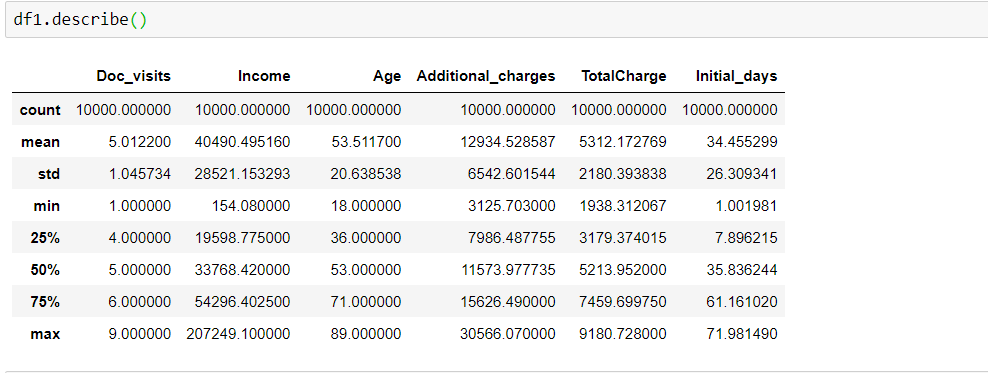 df1.describe()
Doc_visits Income Age Additional_charges TotalCharge Initial_days
count 10000.000000 10000.000000 10000.000000 10000.000000 10000.000000 10000.000000
mean 5.012200 40490.495160 53.511700 12934.528587 5312.172769 34.455299
std 1.045734 28521.153293 20.638538 6542.601544 2180.393838 26.309341
min 1.000000 154.080000 18.000000 3125.703000 1938.312067 1.001981
25% 4.000000 19598.775000 36.000000 7986.487755 3179.374015 7.896215
50% 5.000000 33768.420000 53.000000 11573.977735 5213.952000 35.836244
75% 6.000000 54296.402500 71.000000 15626.490000 7459.699750 61.161020
max 9.000000 207249.100000 89.000000 30566.070000 9180.728000 71.981490